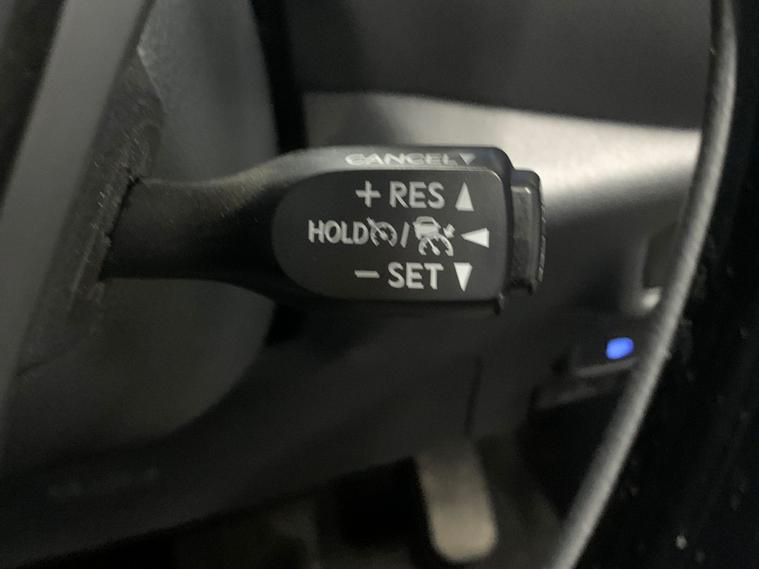 CANCEL▼
+ RES ▲
HOLD / ◀
− SET ▼